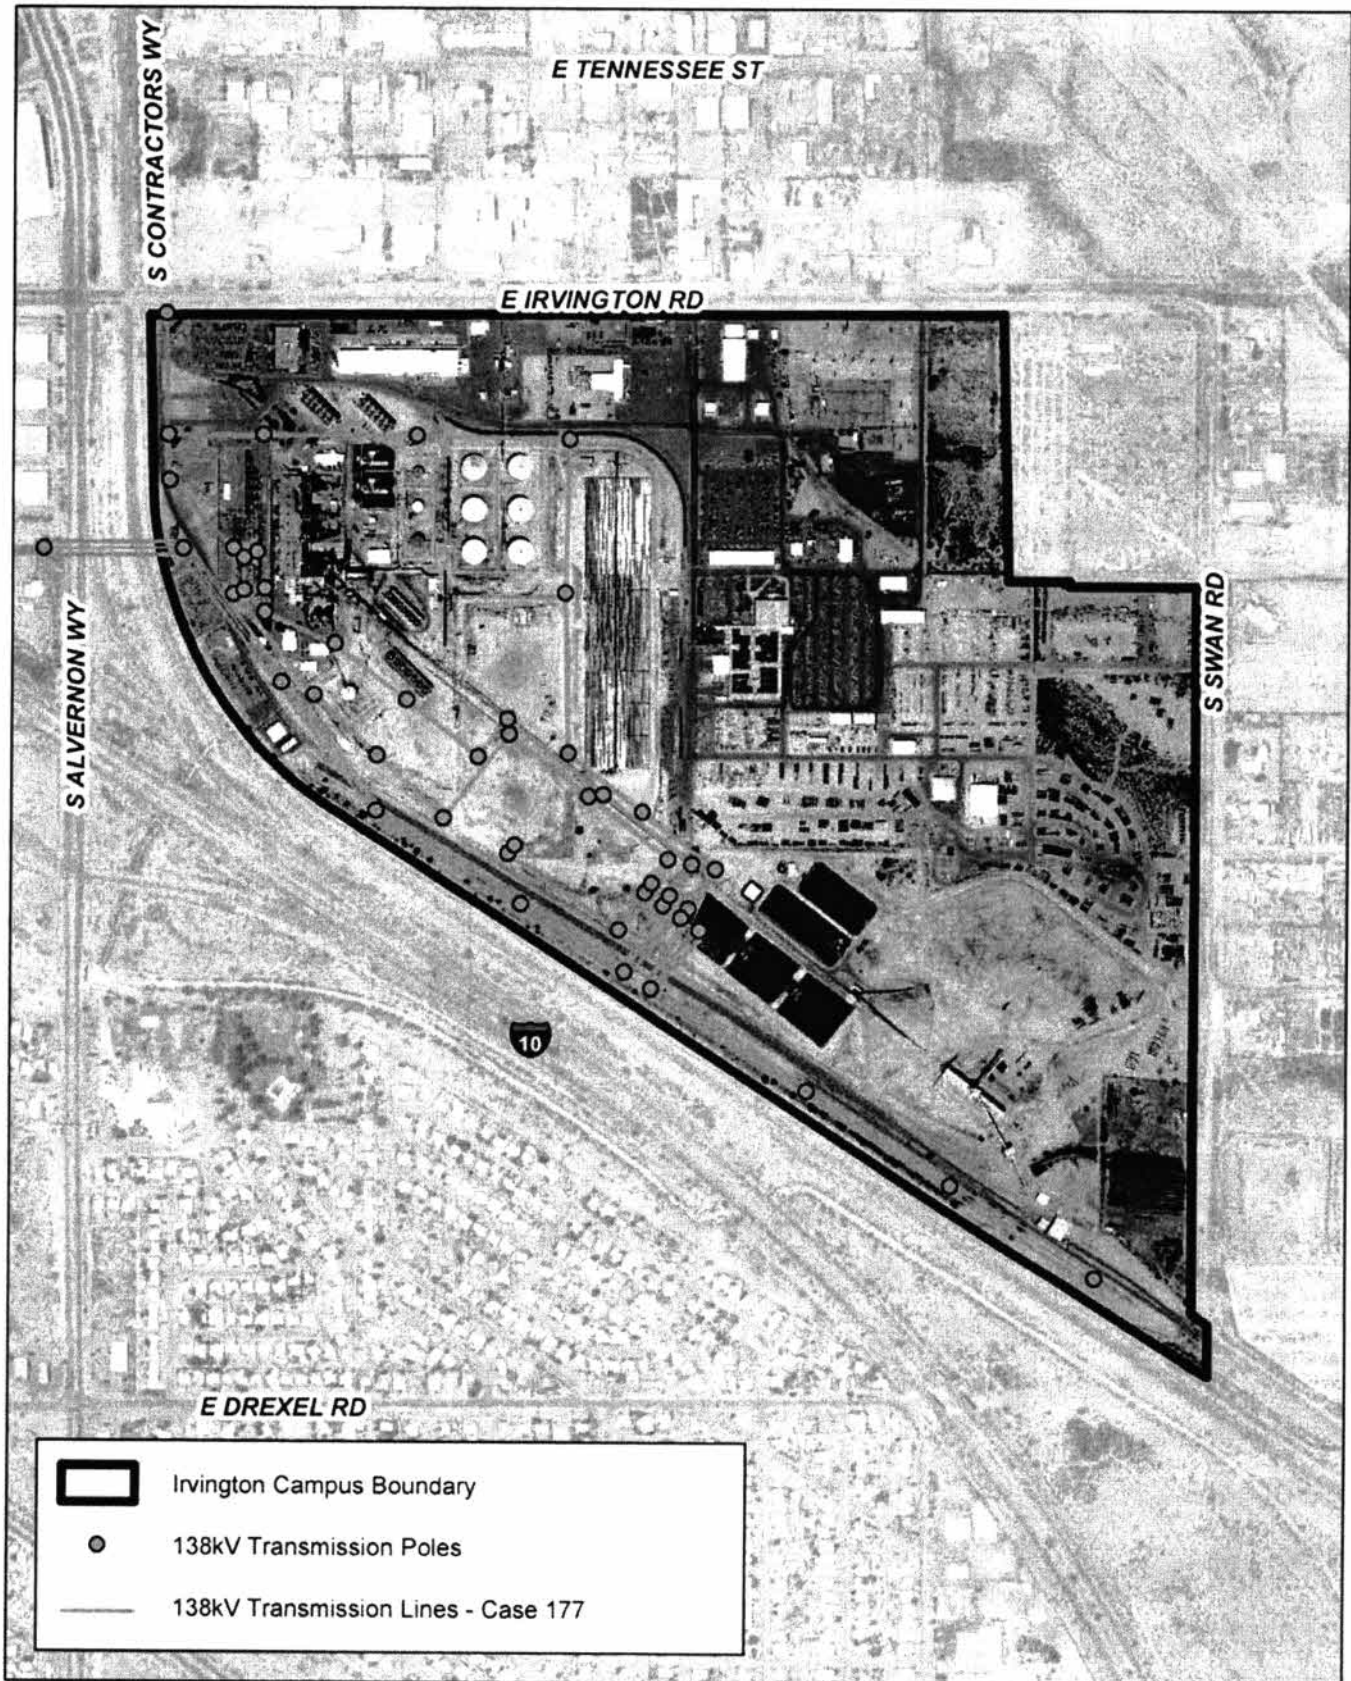 S CONTRACTORS WY
E TENNESSEE ST
E IRVINGTON RD
S ALVERNON WY
S SWAN RD
10
E DREXEL RD
Irvington Campus Boundary
138kV Transmission Poles
138kV Transmission Lines - Case 177